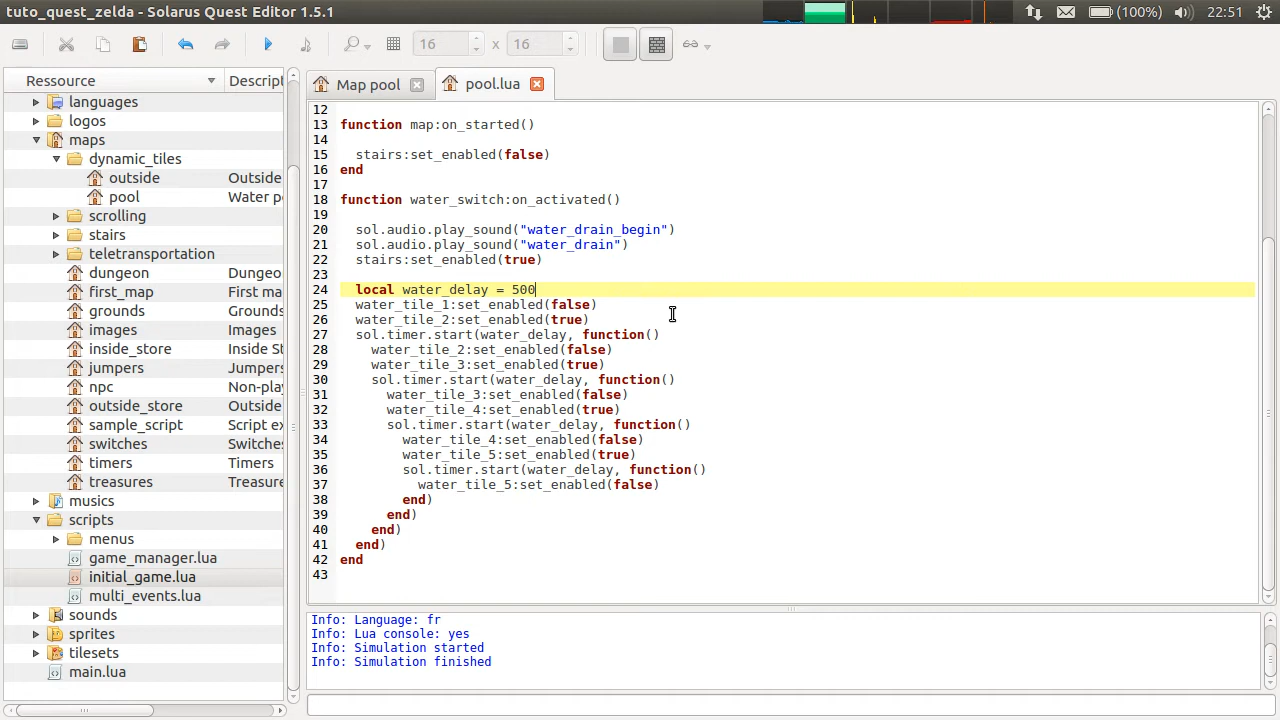 tuto_quest_zelda - Solarus Quest Editor 1.5.1
(100%)
22:51
16 x 16
Ressource
Descript
languages
logos
maps
dynamic_tiles
outside Outside
pool Water p
scrolling
stairs
teletransportation
dungeon Dungeo
first_map First ma
grounds Ground
images Images
inside_store Inside St
jumpers Jumpers
npc Non-play
outside_store Outside
sample_script Script ex
switches Switches
timers Timers
treasures Treasure
musics
scripts
menus
game_manager.lua
initial_game.lua
multi_events.lua
sounds
sprites
tilesets
main.lua
Map pool
pool.lua
12
13 function map:on_started()
14
15 stairs:set_enabled(false)
16 end
17
18 function water_switch:on_activated()
19
20 sol.audio.play_sound("water_drain_begin")
21 sol.audio.play_sound("water_drain")
22 stairs:set_enabled(true)
23
24 local water_delay = 500
25 water_tile_1:set_enabled(false)
26 water_tile_2:set_enabled(true)
27 sol.timer.start(water_delay, function()
28 water_tile_2:set_enabled(false)
29 water_tile_3:set_enabled(true)
30 sol.timer.start(water_delay, function()
31 water_tile_3:set_enabled(false)
32 water_tile_4:set_enabled(true)
33 sol.timer.start(water_delay, function()
34 water_tile_4:set_enabled(false)
35 water_tile_5:set_enabled(true)
36 sol.timer.start(water_delay, function()
37 water_tile_5:set_enabled(false)
38 end)
39 end)
40 end)
41 end)
42 end
43
Info: Language: fr
Info: Lua console: yes
Info: Simulation started
Info: Simulation finished